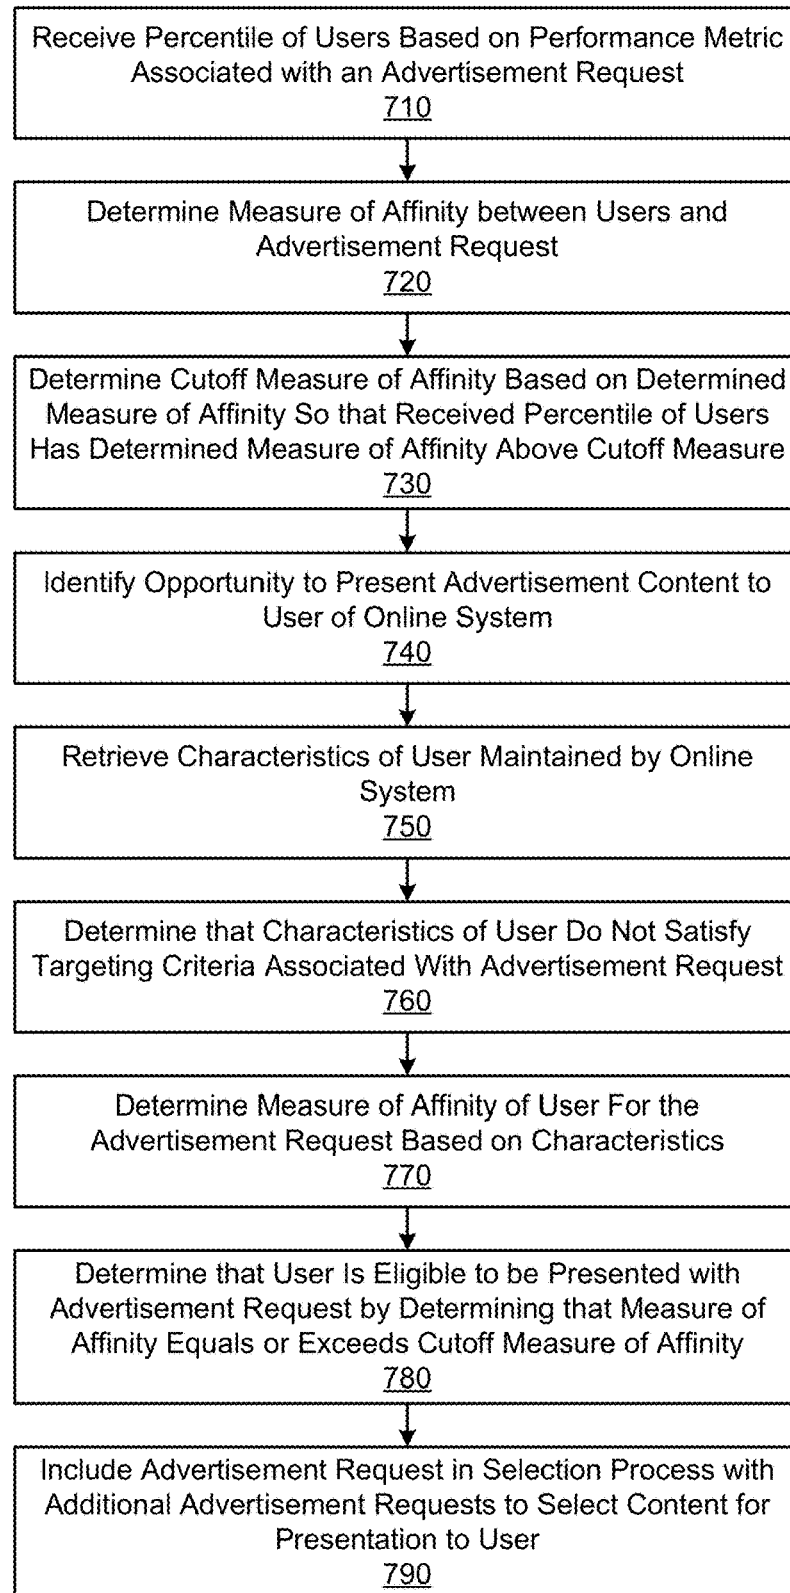 Receive Percentile of Users Based on Performance Metric
Associated with an Advertisement Request
710
Determine Measure of Affinity between Users and
Advertisement Request
720
Determine Cutoff Measure of Affinity Based on Determined
Measure of Affinity So that Received Percentile of Users
Has Determined Measure of Affinity Above Cutoff Measure
730
Identify Opportunity to Present Advertisement Content to
User of Online System
740
Retrieve Characteristics of User Maintained by Online
System
750
Determine that Characteristics of User Do Not Satisfy
Targeting Criteria Associated With Advertisement Request
760
Determine Measure of Affinity of User For the
Advertisement Request Based on Characteristics
770
Determine that User Is Eligible to be Presented with
Advertisement Request by Determining that Measure of
Affinity Equals or Exceeds Cutoff Measure of Affinity
780
Include Advertisement Request in Selection Process with
Additional Advertisement Requests to Select Content for
Presentation to User
790